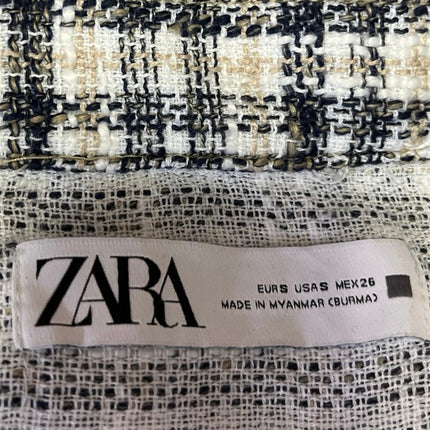 ZARA
EUR S USA S MEX 26
MADE IN MYANMAR (BURMA)